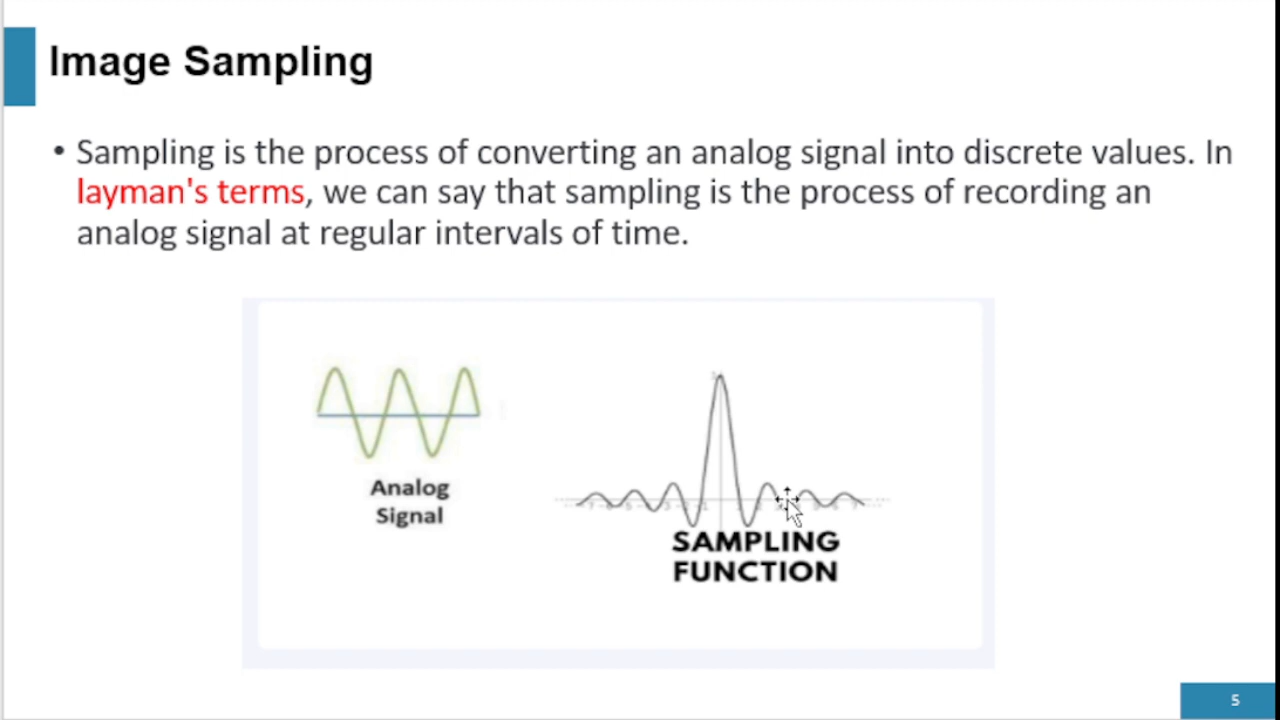 Image Sampling
• Sampling is the process of converting an analog signal into discrete values. In
layman's terms, we can say that sampling is the process of recording an
analog signal at regular intervals of time.
Analog
Signal
SAMPLING
FUNCTION
5